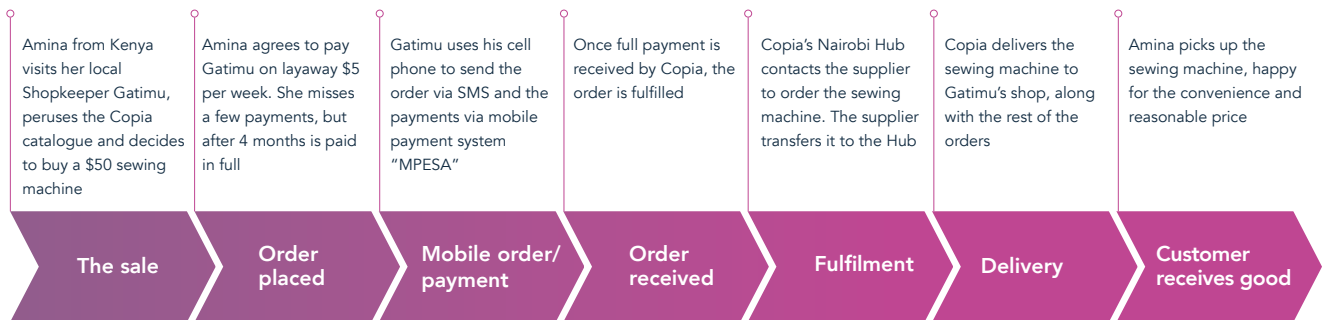 Amina from Kenya
visits her local
Shopkeeper Gatimu,
peruses the Copia
catalogue and decides
to buy a $50 sewing
machine
Amina agrees to pay
Gatimu on layaway $5
per week. She misses
a few payments, but
after 4 months is paid
in full
Gatimu uses his cell
phone to send the
order via SMS and the
payments via mobile
payment system
“MPESA”
Once full payment is
received by Copia, the
order is fulfilled
Copia’s Nairobi Hub
contacts the supplier
to order the sewing
machine. The supplier
transfers it to the Hub
Copia delivers the
sewing machine to
Gatimu’s shop, along
with the rest of the
orders
Amina picks up the
sewing machine, happy
for the convenience and
reasonable price
The sale
Order
placed
Mobile order/
payment
Order
received
Fulfilment
Delivery
Customer
receives good